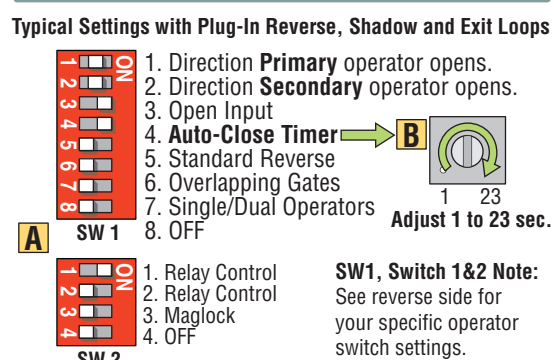 Typical Settings with Plug-In Reverse, Shadow and Exit Loops
ON
1 2 3 4 5 6 7 8
SW 1
1. Direction Primary operator opens.
2. Direction Secondary operator opens.
3. Open Input
4. Auto-Close Timer
5. Standard Reverse
6. Overlapping Gates
7. Single/Dual Operators
8. OFF
B
1 23
Adjust 1 to 23 sec.
A
ON
1 2 3 4
SW 2
1. Relay Control
2. Relay Control
3. Maglock
4. OFF
SW1, Switch 1&2 Note:
See reverse side for
your specific operator
switch settings.